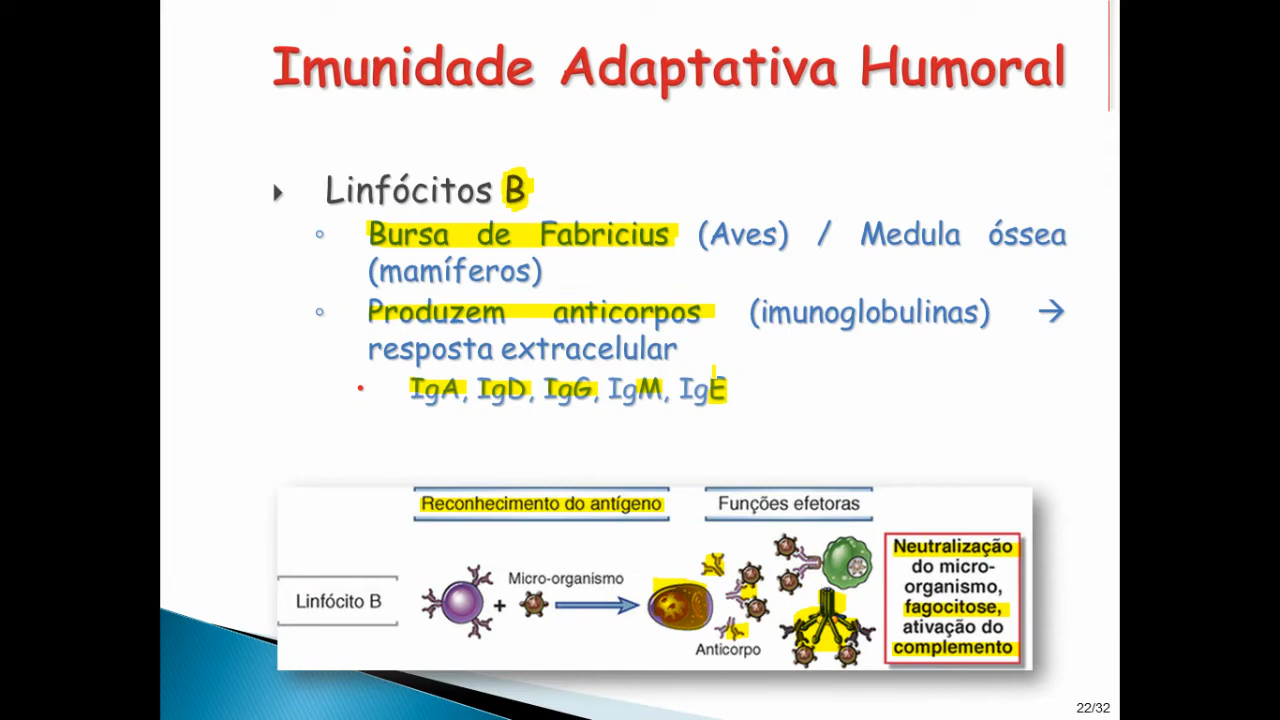 Imunidade Adaptativa Humoral
Linfócitos B
Bursa de Fabricius (Aves) / Medula óssea
(mamíferos)
Produzem anticorpos (imunoglobulinas) →
resposta extracelular
IgA, IgD, IgG, IgM, IgE
Reconhecimento do antígeno
Funções efetoras
Linfócito B
Micro-organismo
+
Anticorpo
Neutralização
do micro-
organismo,
fagocitose,
ativação do
complemento
22/32